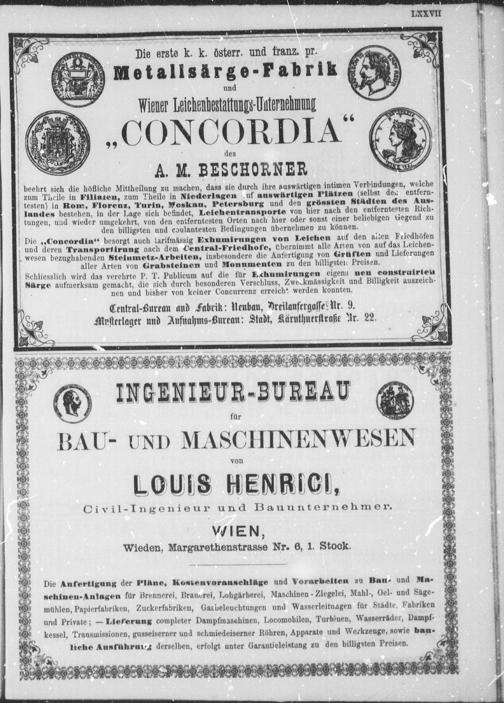 LXXVII
Die erste k. k. österr. und franz. pr.
Metallsärge-Fabrik
und
Wiener Leichenbestattungs-Unternehmung
„CONCORDIA“
des
A. M. BESCHORNER
beehrt sich die höfliche Mittheilung zu machen, dass sie durch ihre auswärtigen intimen Verbindungen, welche
zum Theile in Filialen, zum Theile in Niederlagen auf auswärtigen Plätzen (selbst den entfern-
testen) in Rom, Florenz, Turin, Moskau, Petersburg und den grössten Städten des Aus-
landes bestehen, in der Lage sich befindet, Leichentransporte von hier nach den entferntesten Rich-
tungen, und wieder umgekehrt, von den entferntesten Orten nach hier oder sonst einer beliebigen Gegend zu
den billigsten und coulantesten Bedingungen übernehmen zu können.
Die „Concordia“ besorgt auch tarifmässig Exhumirungen von Leichen auf den alten Friedhöfen
und deren Transportirung nach dem Central-Friedhofe, übernimmt alle Arten von auf das Leichen-
wesen bezughabenden Steinmetz-Arbeiten, insbesondere die Anfertigung von Grüften und Lieferungen
aller Arten von Grabsteinen und Monumenten zu den billigsten Preisen.
Schliesslich wird das verehrte P. T. Publicum auf die für Exhumirungen eigens neu construirten
Särge aufmerksam gemacht, die sich durch besonderen Verschluss, Zweckmässigkeit und Billigkeit auszeich-
nen und bisher von keiner Concurrenz erreicht werden konnten.
Central-Bureau und Fabrik: Neubau, Dreilaufergasse Nr. 9.
Musterlager und Aufnahms-Bureau: Stadt, Kärnthnerstraße Nr. 22.
INGENIEUR-BUREAU
für
BAU- UND MASCHINENWESEN
von
LOUIS HENRICI,
Civil-Ingenieur und Bauunternehmer.
WIEN,
Wieden, Margarethenstrasse Nr. 6, 1. Stock.
Die Anfertigung der Pläne, Kostenvoranschläge und Vorarbeiten zu Bau- und Ma-
schinen-Anlagen für Brennerei, Brauerei, Lohgärberei, Maschinen-Ziegelei, Mahl-, Oel- und Säge-
mühlen, Papierfabriken, Zuckerfabriken, Gasbeleuchtungen und Wasserleitungen für Städte, Fabriken
und Private; — Lieferung completer Dampfmaschinen, Locomobilen, Turbinen, Wasserräder, Dampf-
kessel, Transmissionen, gusseiserner und schmiedeiserner Röhren, Apparate und Werkzeuge, sowie bau-
liche Ausführung derselben, erfolgt unter Garantieleistung zu den billigsten Preisen.